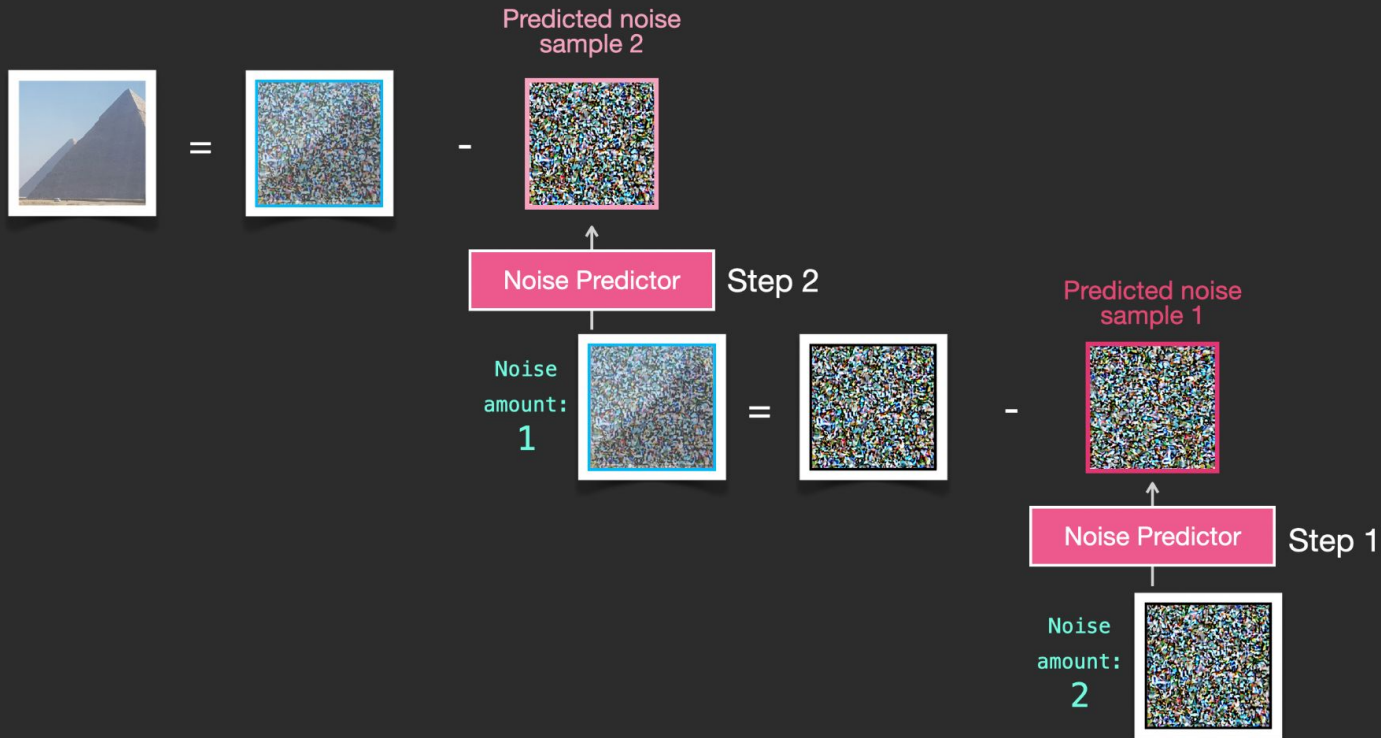 Predicted noise
sample 2
=
-
Noise Predictor
Step 2
Noise
amount:
1
=
-
Predicted noise
sample 1
Noise Predictor
Step 1
Noise
amount:
2